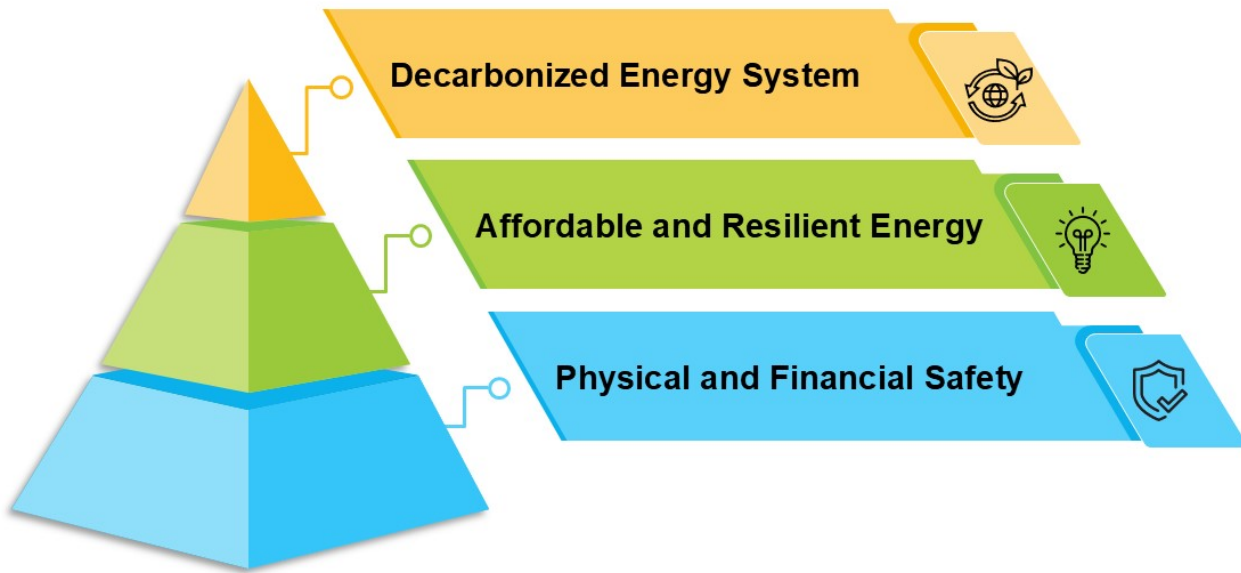 Decarbonized Energy System
Affordable and Resilient Energy
Physical and Financial Safety